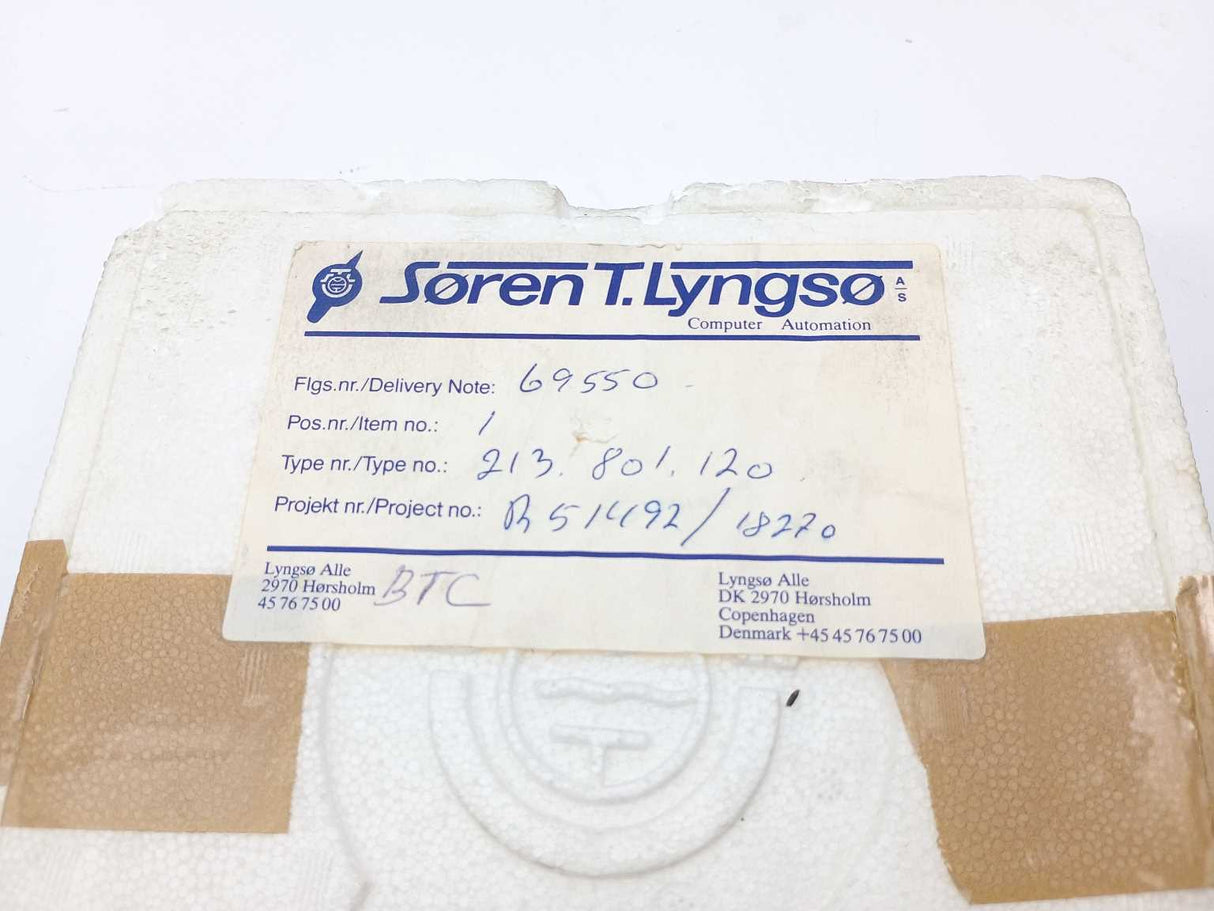 Søren T. Lyngsø A/S
Computer Automation
Flgs.nr./Delivery Note: 69550
Pos.nr./Item no.: 1
Type nr./Type no.: 213.801.120
Projekt nr./Project no.: R51492/18270
Lyngsø Alle
2970 Hørsholm
45 76 75 00
BTC
Lyngsø Alle
DK 2970 Hørsholm
Copenhagen
Denmark +45 45 76 75 00